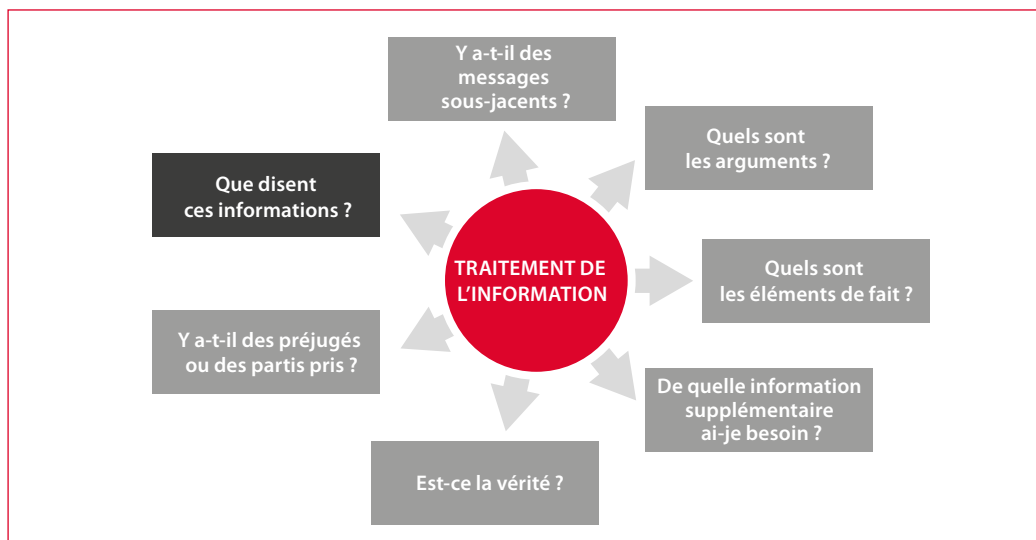 Y a-t-il des
messages
sous-jacents ?
Quels sont
les arguments ?
Que disent
ces informations ?
TRAITEMENT DE
L’INFORMATION
Quels sont
les éléments de fait ?
Y a-t-il des préjugés
ou des partis pris ?
De quelle information
supplémentaire
ai-je besoin ?
Est-ce la vérité ?